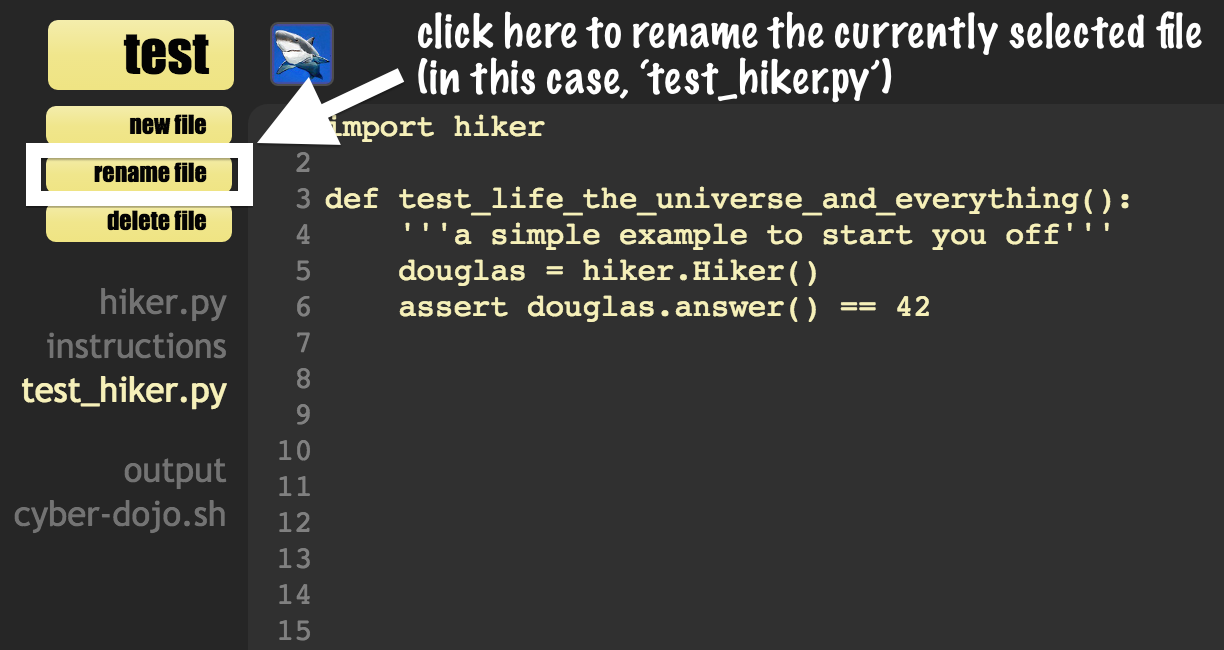 test
click here to rename the currently selected file
(in this case, ‘test_hiker.py’)
new file
rename file
delete file
hiker.py
instructions
test_hiker.py
output
cyber-dojo.sh
import hiker
2
3 def test_life_the_universe_and_everything():
4     '''a simple example to start you off'''
5     douglas = hiker.Hiker()
6     assert douglas.answer() == 42
7
8
9
10
11
12
13
14
15